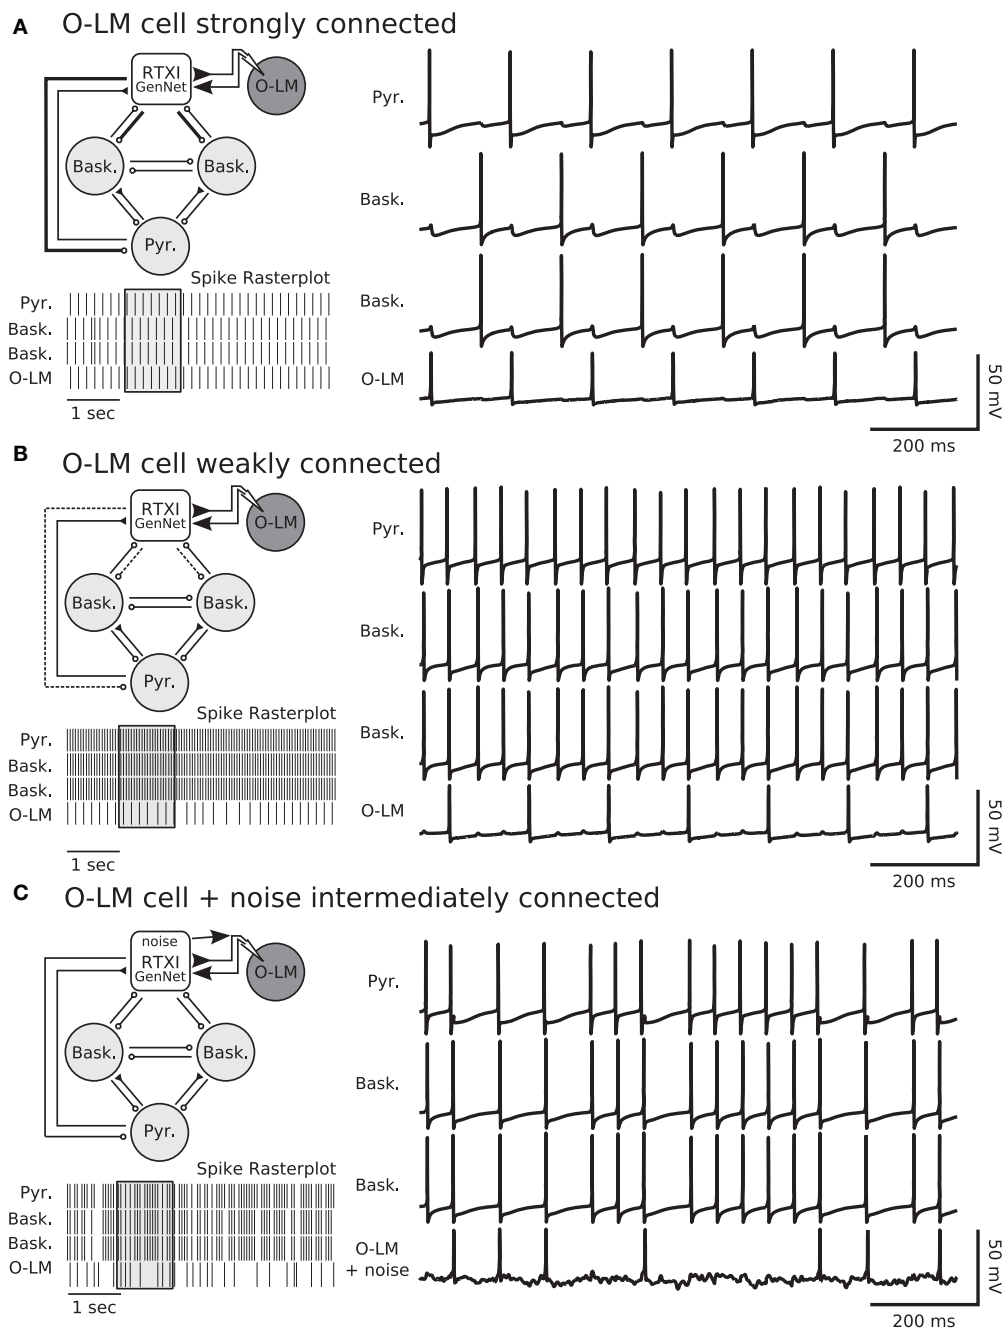 A O-LM cell strongly connected
RTXI
GenNet
O-LM
Bask.
Bask.
Pyr.
Spike Rasterplot
Pyr.
Bask.
Bask.
O-LM
1 sec
Pyr.
Bask.
Bask.
O-LM
50 mV
200 ms
B O-LM cell weakly connected
RTXI
GenNet
O-LM
Bask.
Bask.
Pyr.
Spike Rasterplot
Pyr.
Bask.
Bask.
O-LM
1 sec
Pyr.
Bask.
Bask.
O-LM
50 mV
200 ms
C O-LM cell + noise intermediately connected
noise
RTXI
GenNet
O-LM
Bask.
Bask.
Pyr.
Spike Rasterplot
Pyr.
Bask.
Bask.
O-LM
1 sec
Pyr.
Bask.
Bask.
O-LM
+ noise
50 mV
200 ms